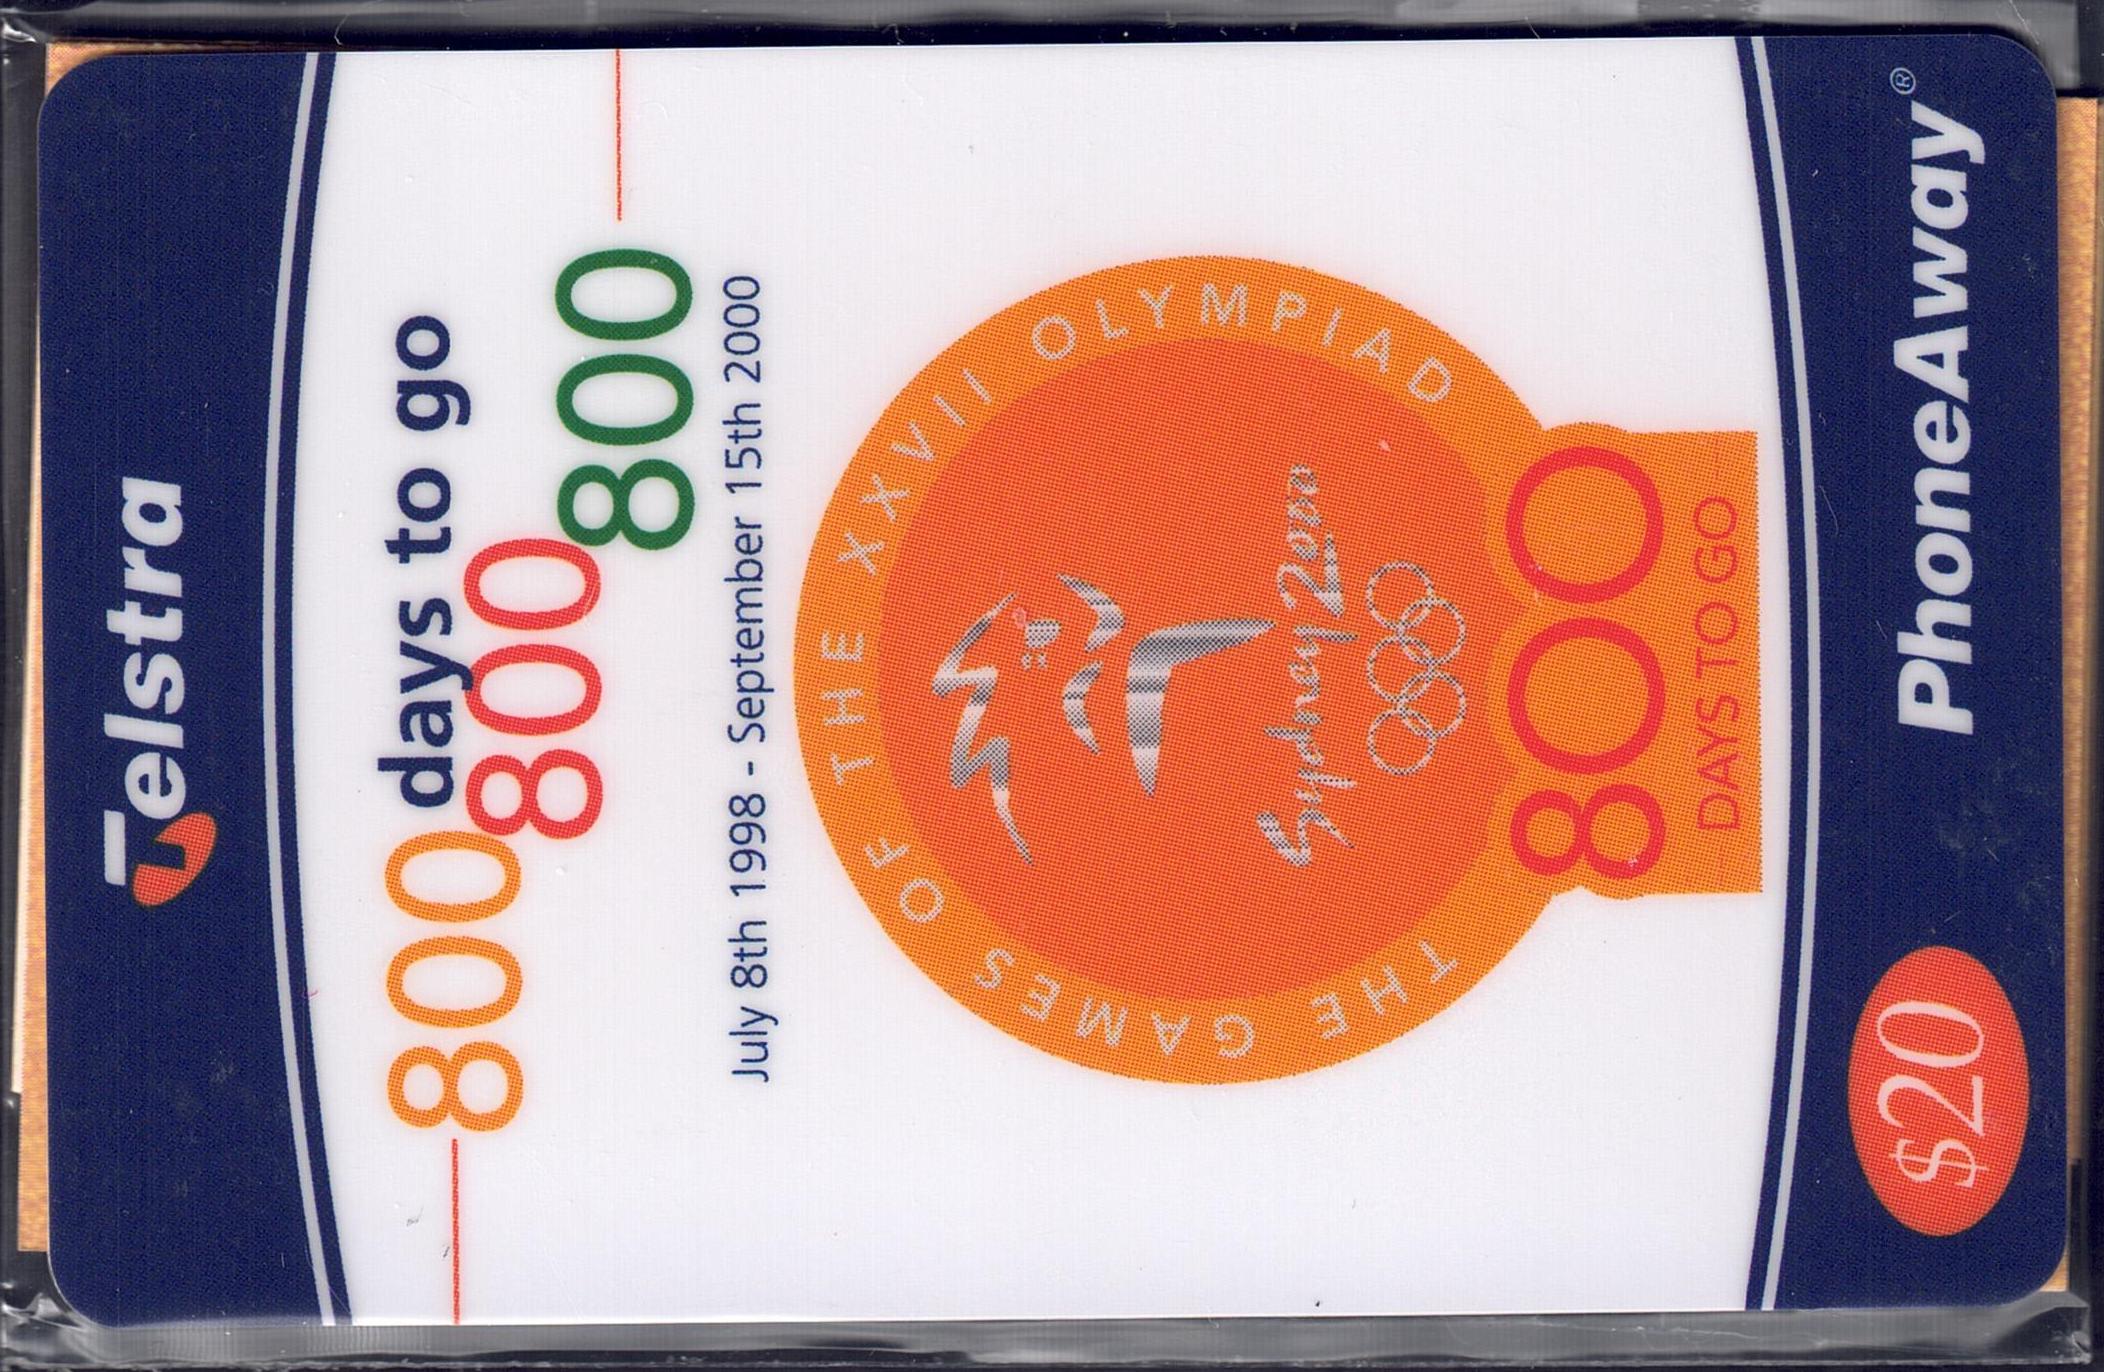 Telstra
800 days to go
800
800
July 8th 1998 - September 15th 2000
THE GAMES OF THE XXVII OLYMPIAD
Sydney 2000
800
DAYS TO GO
$20 PhoneAway®